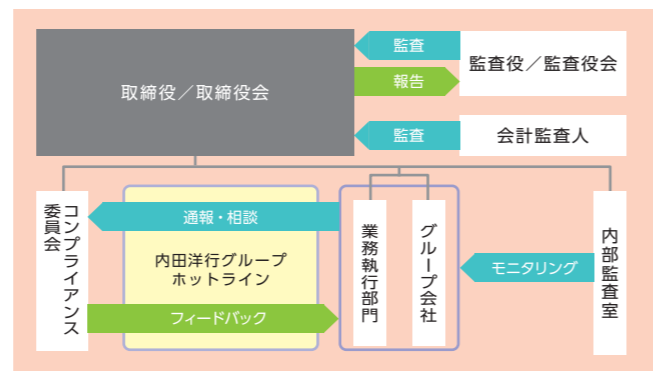 取締役／取締役会
監査
報告
監査役／監査役会
監査
会計監査人
コンプライアンス
委員会
通報・相談
内田洋行グループ
ホットライン
フィードバック
業務執行部門
グループ会社
モニタリング
内部監査室